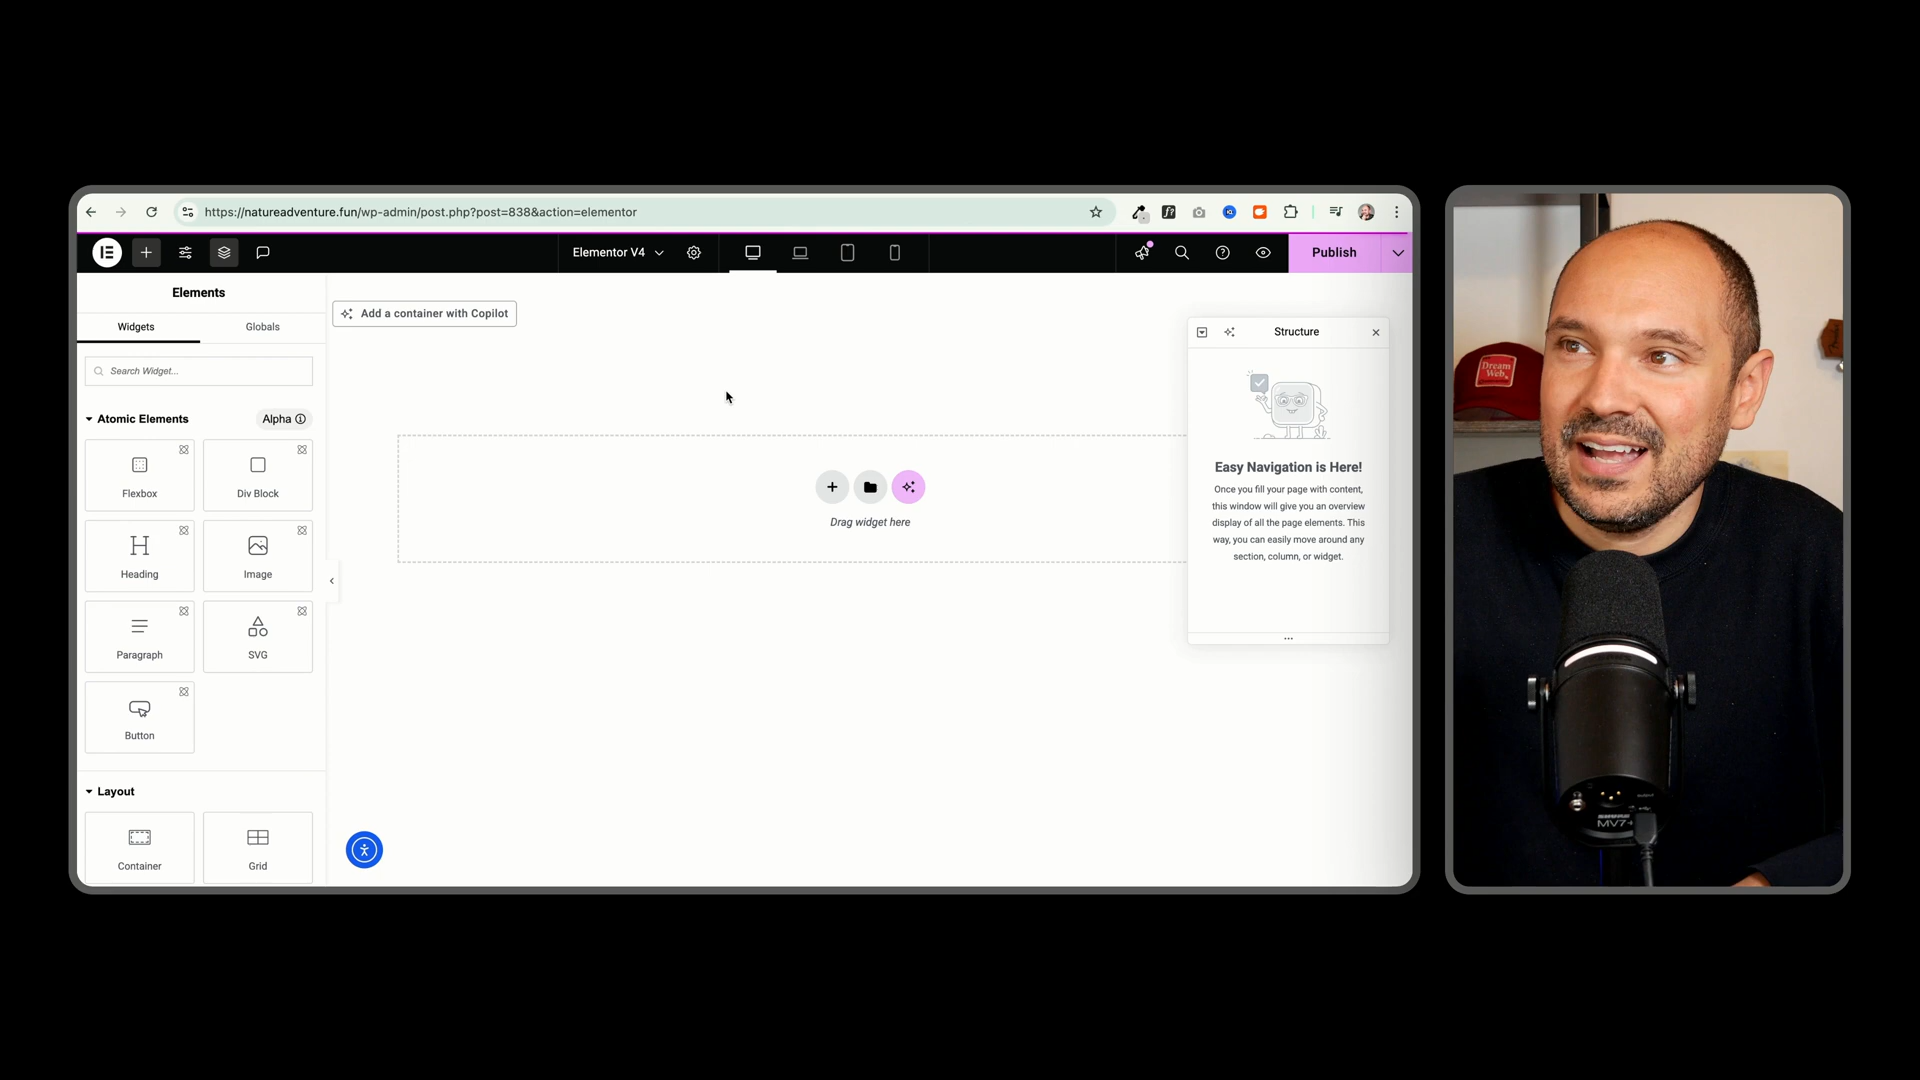 https://natureadventure.fun/wp-admin/post.php?post=838&action=elementor
Elementor V4
Publish
Elements
Widgets
Globals
Search Widget...
Atomic Elements
Alpha
Flexbox
Div Block
Heading
Image
Paragraph
SVG
Button
Layout
Container
Grid
Add a container with Copilot
Drag widget here
Structure
Easy Navigation is Here!
Once you fill your page with content,
this window will give you an overview
display of all the page elements. This
way, you can easily move around any
section, column, or widget.
Dream
Web
SHURE
MV7+